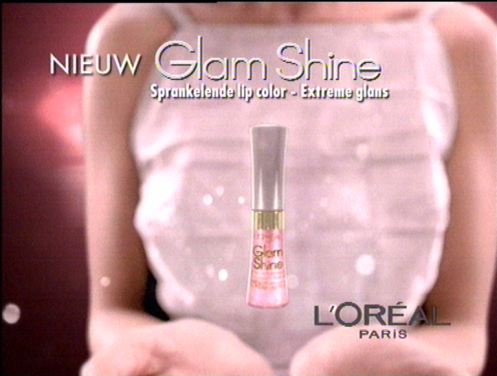 NIEUW Glam Shine
Sprankelende lip color - Extreme glans
Glam
Shine
L'ORÉAL
PARIS